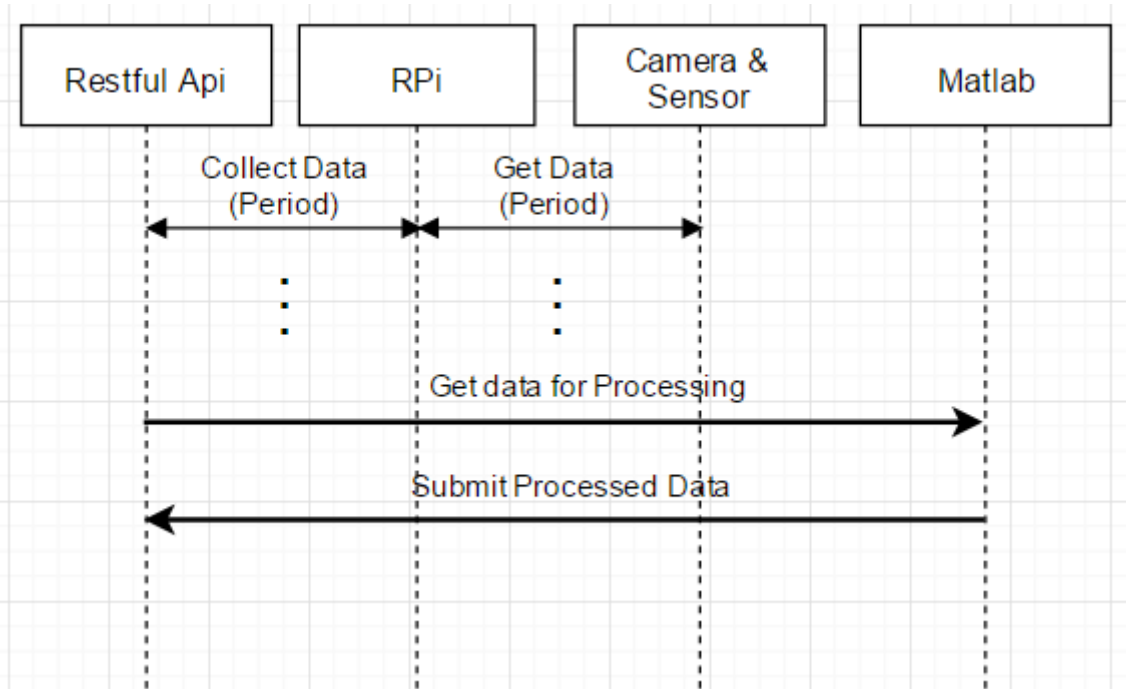 Restful Api
RPi
Camera &
Sensor
Matlab
Collect Data
(Period)
Get Data
(Period)
Get data for Processing
Submit Processed Data